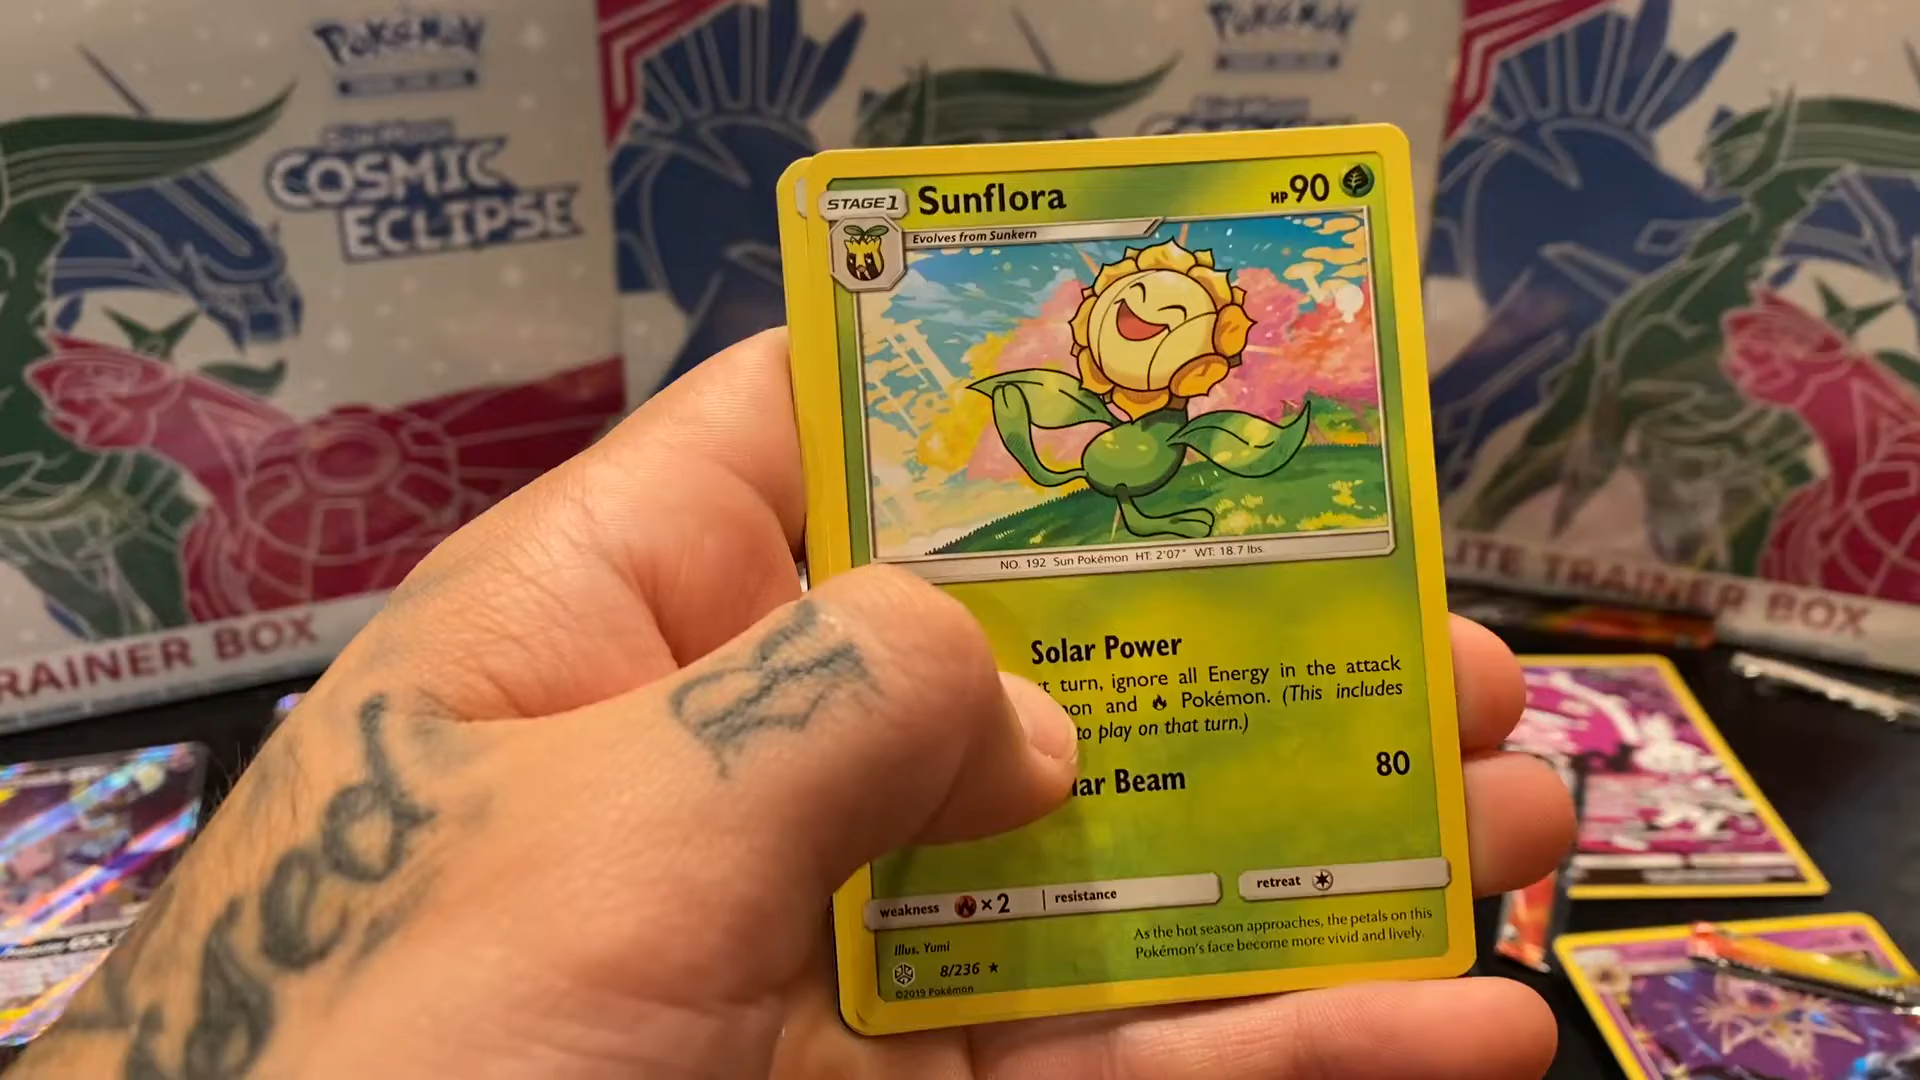 POKéMON
COSMIC
ECLIPSE
TRAINER BOX
POKéMON
ELITE TRAINER BOX
STAGE1 Sunflora HP 90
Evolves from Sunkern
NO. 192 Sun Pokémon HT: 2'07" WT: 18.7 lbs.
Solar Power
turn, ignore all Energy in the attack
and Pokémon. (This includes
to play on that turn.)
Beam 80
weakness ×2 resistance retreat
Illus. Yumi
8/236 ★
©2019 Pokémon
As the hot season approaches, the petals on this
Pokémon's face become more vivid and lively.